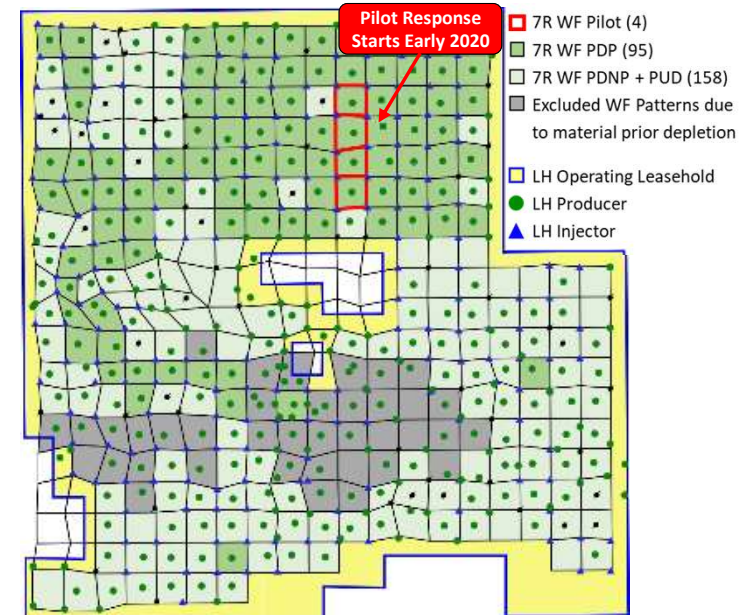 Pilot Response
Starts Early 2020
7R WF Pilot (4)
7R WF PDP (95)
7R WF PDNP + PUD (158)
Excluded WF Patterns due
to material prior depletion
LH Operating Leasehold
LH Producer
LH Injector